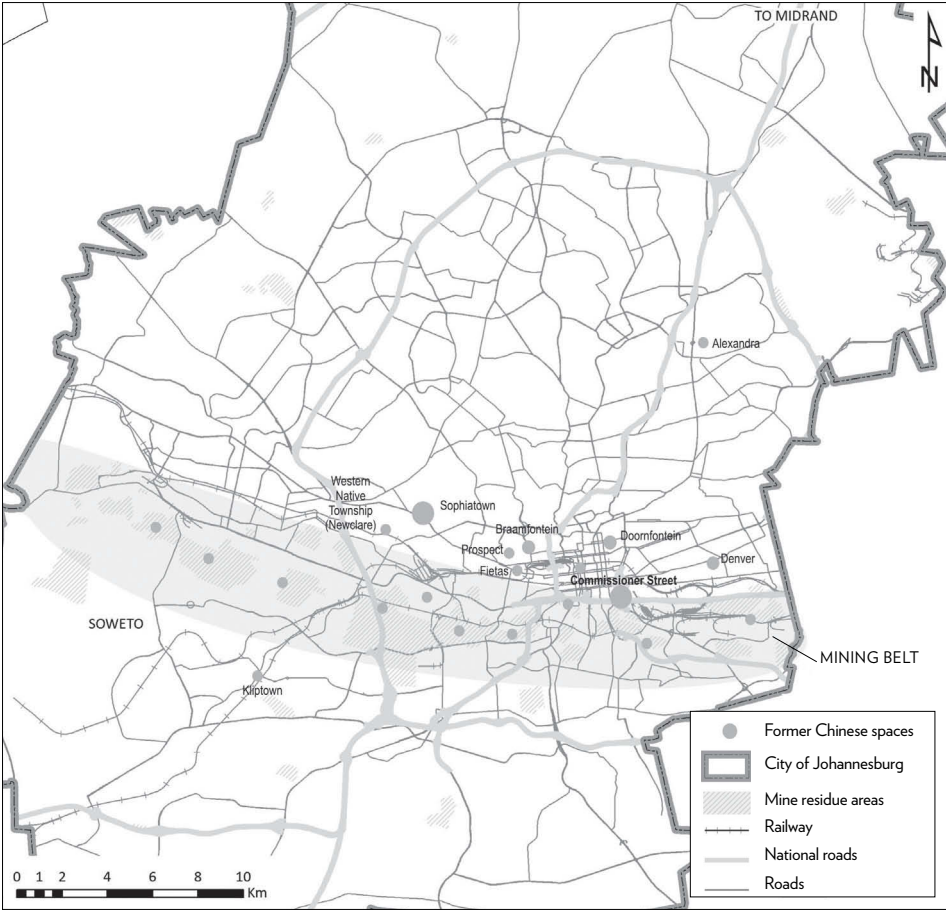 TO MIDRAND
N
Alexandra
Western
Native
Township
(Newclare)
Sophiatown
Braamfontein
Doornfontein
Prospect
Fietas
Denver
Commissioner Street
SOWETO
MINING BELT
Kliptown
Former Chinese spaces
City of Johannesburg
Mine residue areas
Railway
National roads
Roads
0 1 2 4 6 8 10
Km